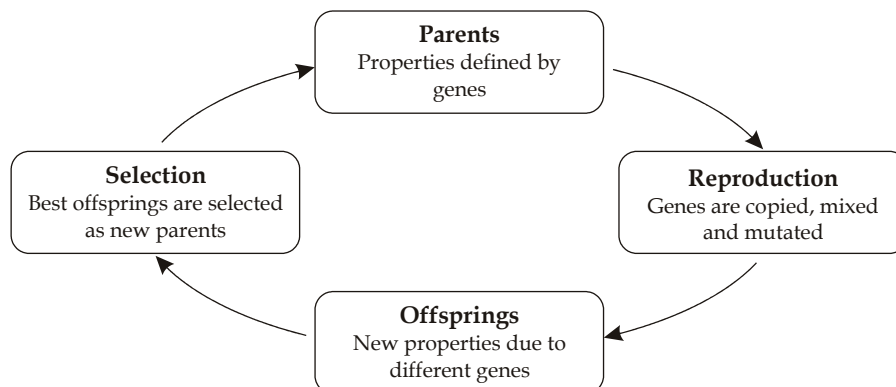 Parents
Properties defined by
genes
Selection
Best offsprings are selected
as new parents
Reproduction
Genes are copied, mixed
and mutated
Offsprings
New properties due to
different genes